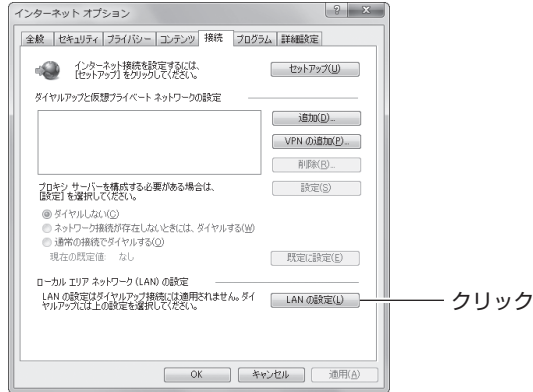 インターネット オプション
全般 セキュリティ プライバシー コンテンツ 接続 プログラム 詳細設定
インターネット接続を設定するには、
[セットアップ] をクリックしてください。
セットアップ(U)
ダイヤルアップと仮想プライベート ネットワークの設定
追加(D)...
VPN の追加(P)...
削除(R)...
プロキシ サーバーを構成する必要がある場合は、
[設定] を選択してください。
設定(S)
ダイヤルしない(C)
ネットワーク接続が存在しないときには、ダイヤルする(W)
通常の接続でダイヤルする(O)
現在の既定値: なし
既定に設定(E)
ローカル エリア ネットワーク (LAN) の設定
LAN の設定はダイヤルアップ接続には適用されません。ダイ
ヤルアップには上の設定を選択してください。
LAN の設定(L)
クリック
OK キャンセル 適用(A)